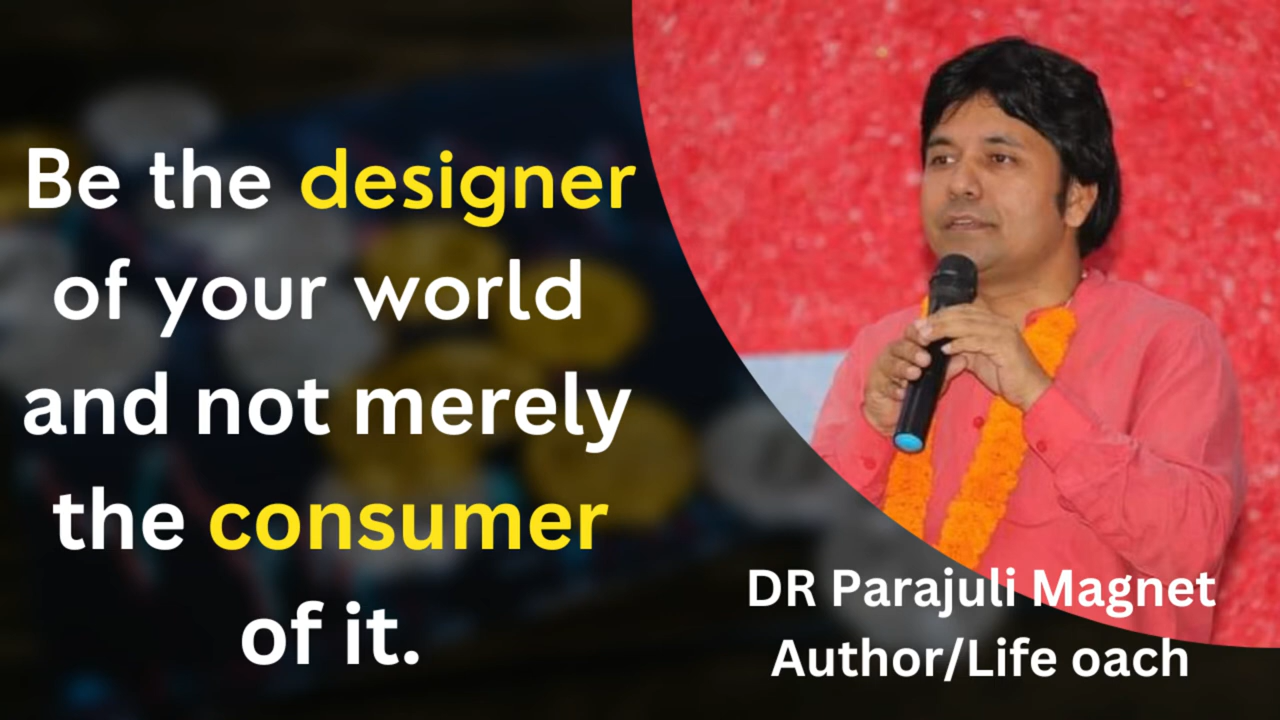 Be the designer
of your world
and not merely
the consumer
of it.
DR Parajuli Magnet
Author/Life oach